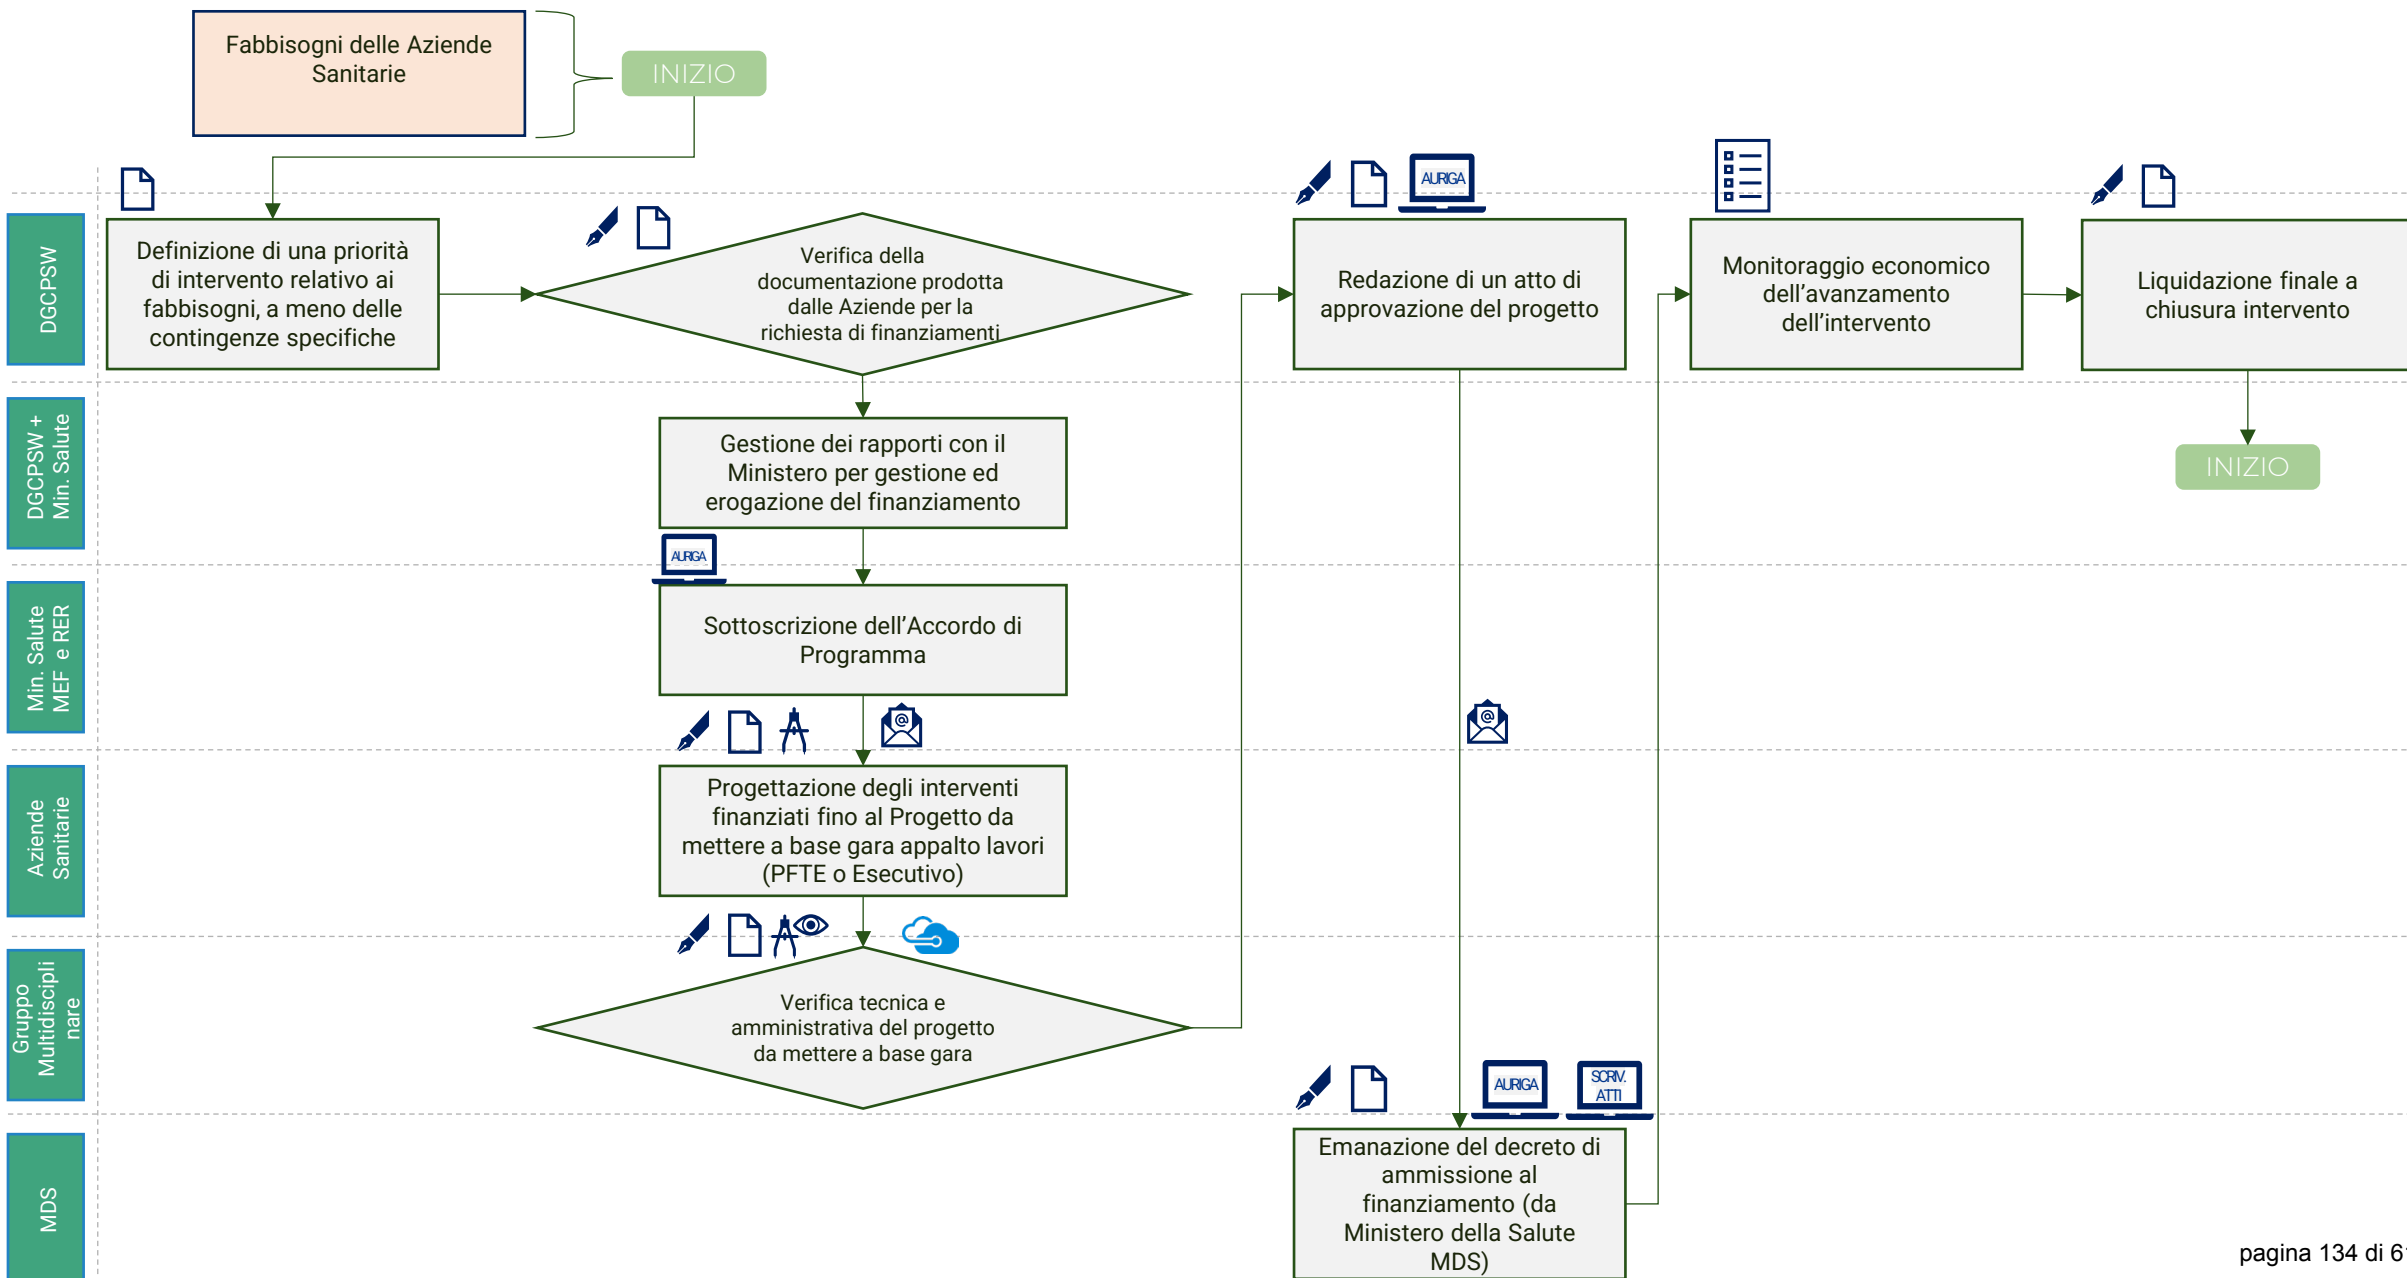 Fabbisogni delle Aziende
Sanitarie
INIZIO
AURIGA
DGCPSW
Definizione di una priorità
di intervento relativo ai
fabbisogni, a meno delle
contingenze specifiche
Verifica della
documentazione prodotta
dalle Aziende per la
richiesta di finanziamenti
Redazione di un atto di
approvazione del progetto
Monitoraggio economico
dell'avanzamento
dell'intervento
Liquidazione finale a
chiusura intervento
DGCPSW +
Min. Salute
Gestione dei rapporti con il
Ministero per gestione ed
erogazione del finanziamento
INIZIO
AURIGA
Min. Salute
MEF e RER
Sottoscrizione dell'Accordo di
Programma
@
@
Aziende
Sanitarie
Progettazione degli interventi
finanziati fino al Progetto da
mettere a base gara appalto lavori
(PFTE o Esecutivo)
Gruppo
Multidiscipli
nare
Verifica tecnica e
amministrativa del progetto
da mettere a base gara
AURIGA
SCRIV.
ATTI
MDS
Emanazione del decreto di
ammissione al
finanziamento (da
Ministero della Salute
MDS)
pagina 134 di 6